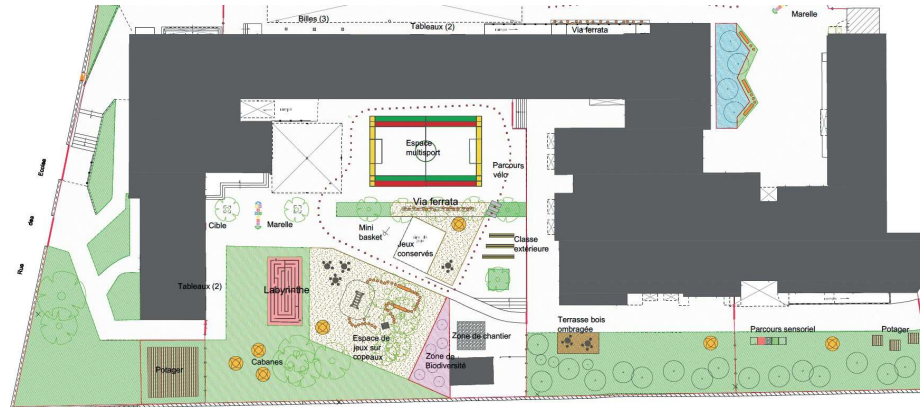 Billes (3)
Tableaux (2)
Via ferrata
Marelle
Espace
multisport
Parcours
vélo
Rue des Ecoles
Via ferrata
Cible
Marelle
Mini
basket
Jeux
conservés
Classe
extérieure
Tableaux (2)
Labyrinthe
Espace de
jeux sur
copeaux
Zone de chantier
Terrasse bois
ombragée
Parcours sensoriel
Potager
Potager
Cabanes
Zone de
Biodiversité